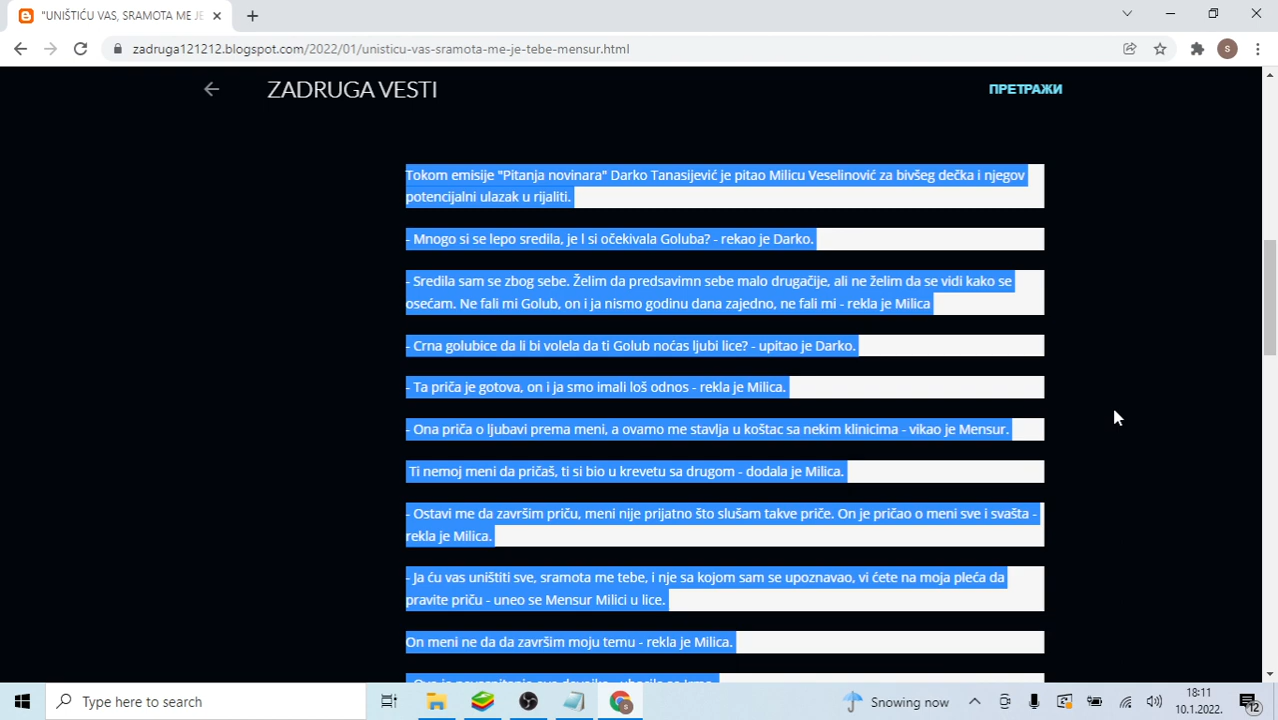 "UNIŠTIĆU VAS, SRAMOTA ME JE
zadruga121212.blogspot.com/2022/01/unisticu-vas-sramota-me-je-tebe-mensur.html
S
ZADRUGA VESTI
ПРЕТРАЖИ
Tokom emisije "Pitanja novinara" Darko Tanasijević je pitao Milicu Veselinović za bivšeg dečka i njegov
potencijalni ulazak u rijaliti.
- Mnogo si se lepo sredila, je l si očekivala Goluba? - rekao je Darko.
- Sredila sam se zbog sebe. Želim da predsavimn sebe malo drugačije, ali ne želim da se vidi kako se
osećam. Ne fali mi Golub, on i ja nismo godinu dana zajedno, ne fali mi - rekla je Milica
- Crna golubice da li bi volela da ti Golub noćas ljubi lice? - upitao je Darko.
- Ta priča je gotova, on i ja smo imali loš odnos - rekla je Milica.
- Ona priča o ljubavi prema meni, a ovamo me stavlja u koštac sa nekim klinicima - vikao je Mensur.
Ti nemoj meni da pričaš, ti si bio u krevetu sa drugom - dodala je Milica.
- Ostavi me da završim priču, meni nije prijatno što slušam takve priče. On je pričao o meni sve i svašta -
rekla je Milica.
- Ja ću vas uništiti sve, sramota me tebe, i nje sa kojom sam se upoznavao, vi ćete na moja pleća da
pravite priču - uneo se Mensur Milici u lice.
On meni ne da da završim moju temu - rekla je Milica.
Type here to search
Snowing now
18:11
10.1.2022.
12